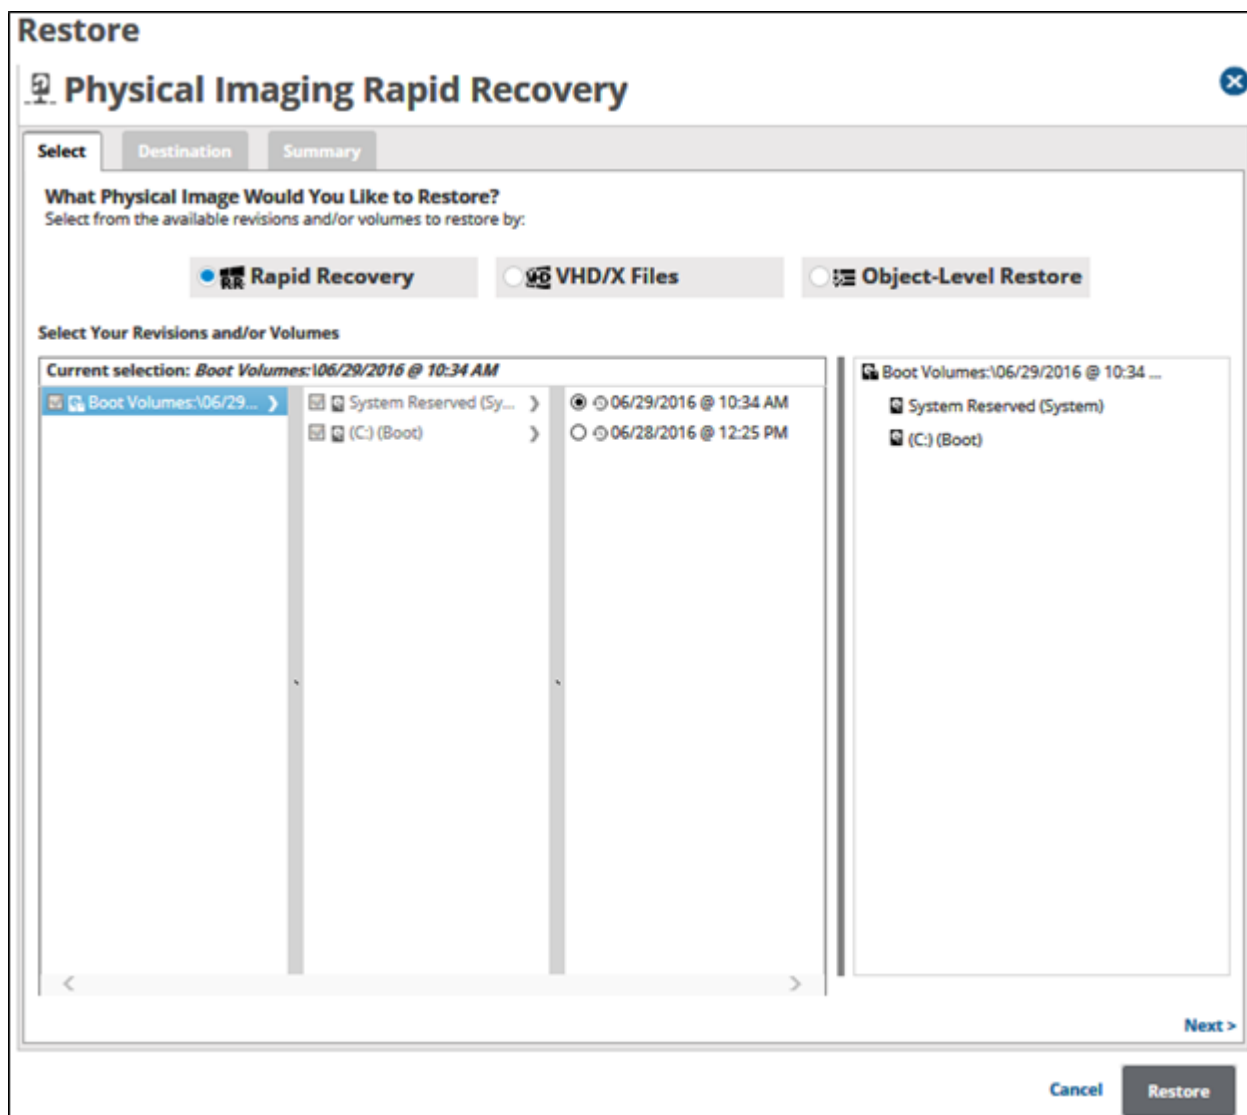 Restore
Physical Imaging Rapid Recovery
Select Destination Summary
What Physical Image Would You Like to Restore?
Select from the available revisions and/or volumes to restore by:
Rapid Recovery VHD/X Files Object-Level Restore
Select Your Revisions and/or Volumes
Current selection: Boot Volumes:\06/29/2016 @ 10:34 AM
Boot Volumes:\06/29... System Reserved (Sy... 06/29/2016 @ 10:34 AM
(C:) (Boot) 06/28/2016 @ 12:25 PM
Boot Volumes:\06/29/2016 @ 10:34 ...
System Reserved (System)
(C:) (Boot)
Next >
Cancel Restore